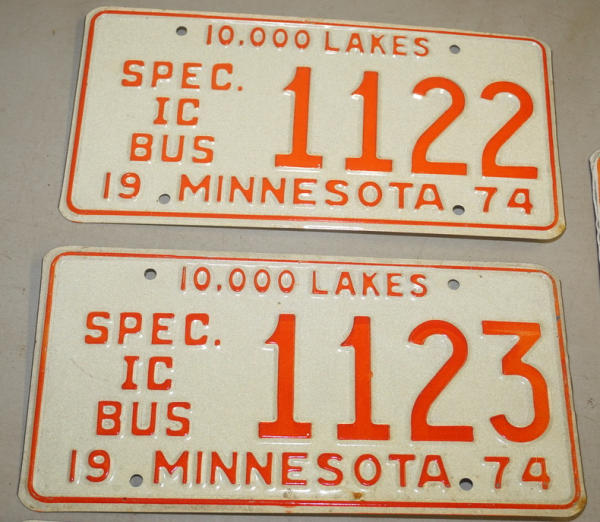 10,000 LAKES
SPEC.
IC
BUS
1122
19 MINNESOTA 74
10,000 LAKES
SPEC.
IC
BUS
1123
19 MINNESOTA 74